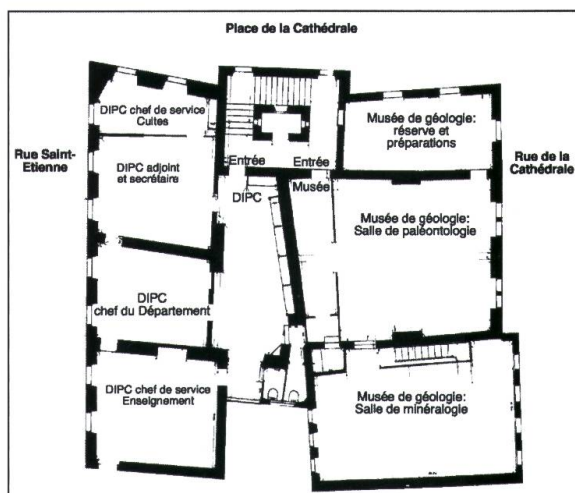 Place de la Cathédrale
DIPC chef de service
Cultes
Musée de géologie:
réserve et
préparations
Rue Saint-
Etienne
Rue de la
Cathédrale
DIPC adjoint
et secrétaire
Entrée
Entrée
DIPC
Musée
Musée de géologie:
Salle de paléontologie
DIPC
chef du Département
DIPC chef de service
Enseignement
Musée de géologie:
Salle de minéralogie